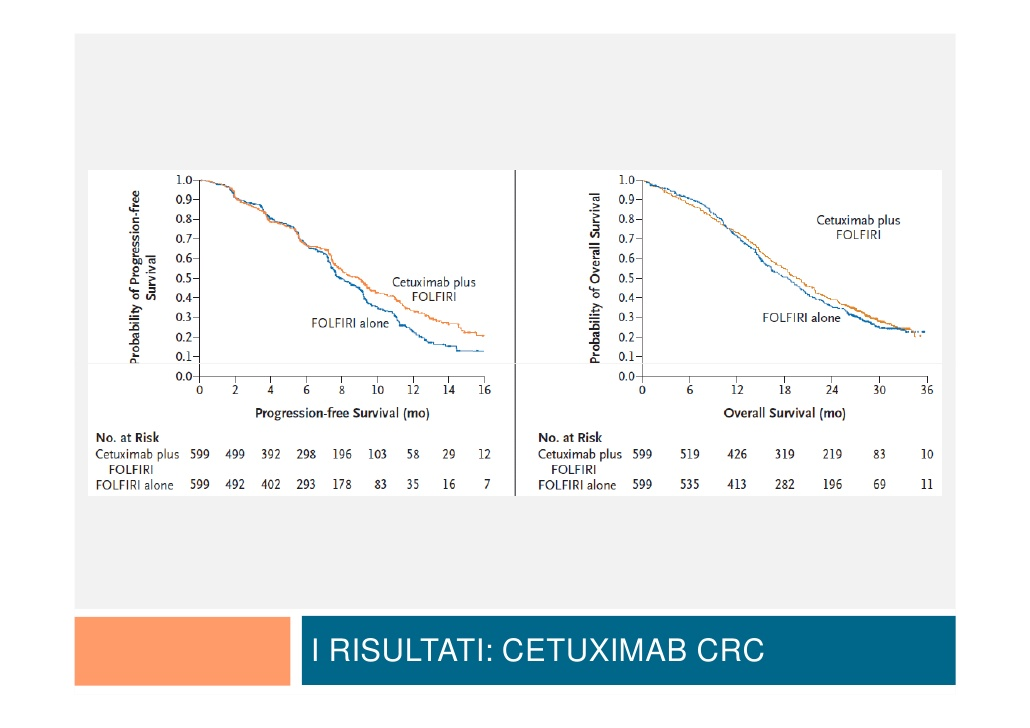 Probability of Progression-free
Survival
1.0
0.9
0.8
0.7
0.6
0.5
0.4
0.3
0.2
0.1
0.0
Cetuximab plus
FOLFIRI
FOLFIRI alone
0 2 4 6 8 10 12 14 16
Progression-free Survival (mo)
No. at Risk
Cetuximab plus 599 499 392 298 196 103 58 29 12
FOLFIRI
FOLFIRI alone 599 492 402 293 178 83 35 16 7
Probability of Overall Survival
1.0
0.9
0.8
0.7
0.6
0.5
0.4
0.3
0.2
0.1
0.0
Cetuximab plus
FOLFIRI
FOLFIRI alone
0 6 12 18 24 30 36
Overall Survival (mo)
No. at Risk
Cetuximab plus 599 519 426 319 219 83 10
FOLFIRI
FOLFIRI alone 599 535 413 282 196 69 11
I RISULTATI: CETUXIMAB CRC